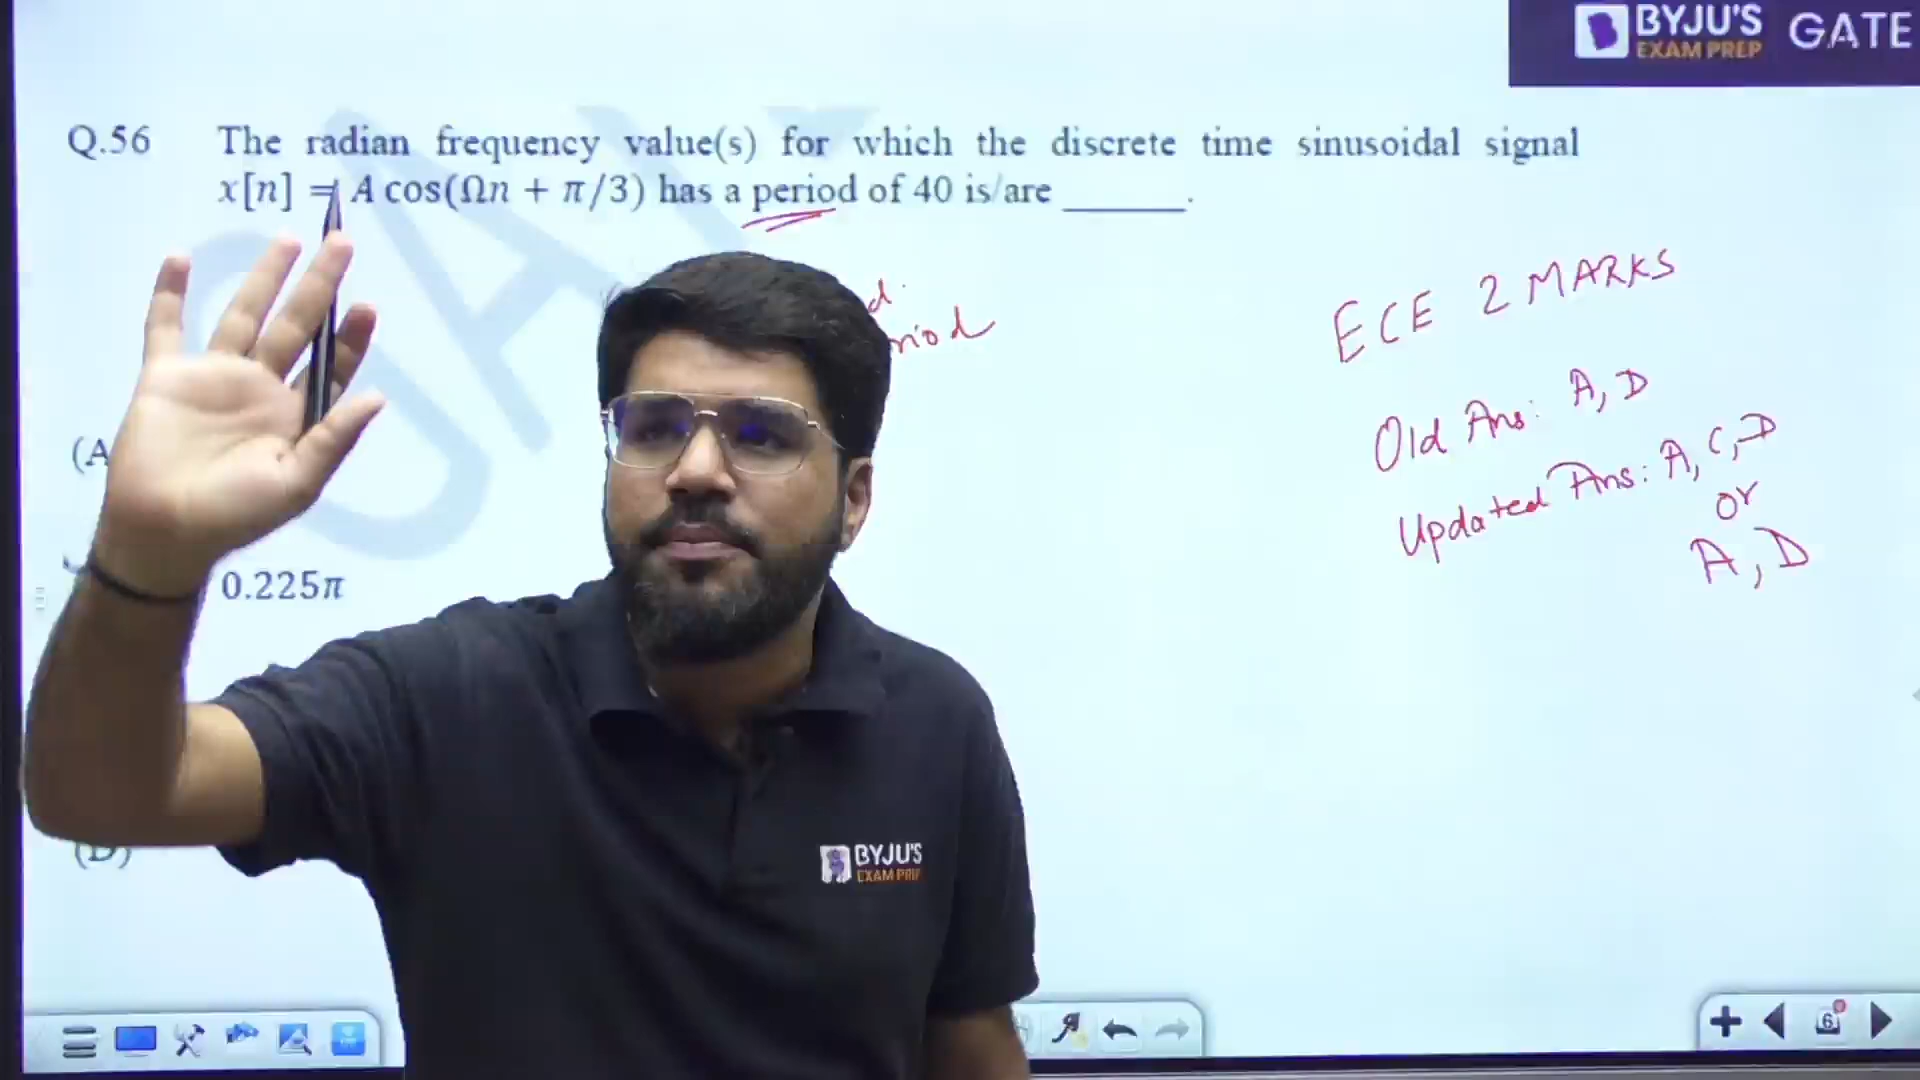 BYJU'S
EXAM PREP
GATE
Q.56 The radian frequency value(s) for which the discrete time sinusoidal signal
x[n] = A cos(Ωn + π/3) has a period of 40 is/are ______.
ECE 2 MARKS
Old Ans: A, D
Updated Ans: A, C, D
or
A, D
(A
0.225π
(D)
BYJU'S
EXAM PREP
6